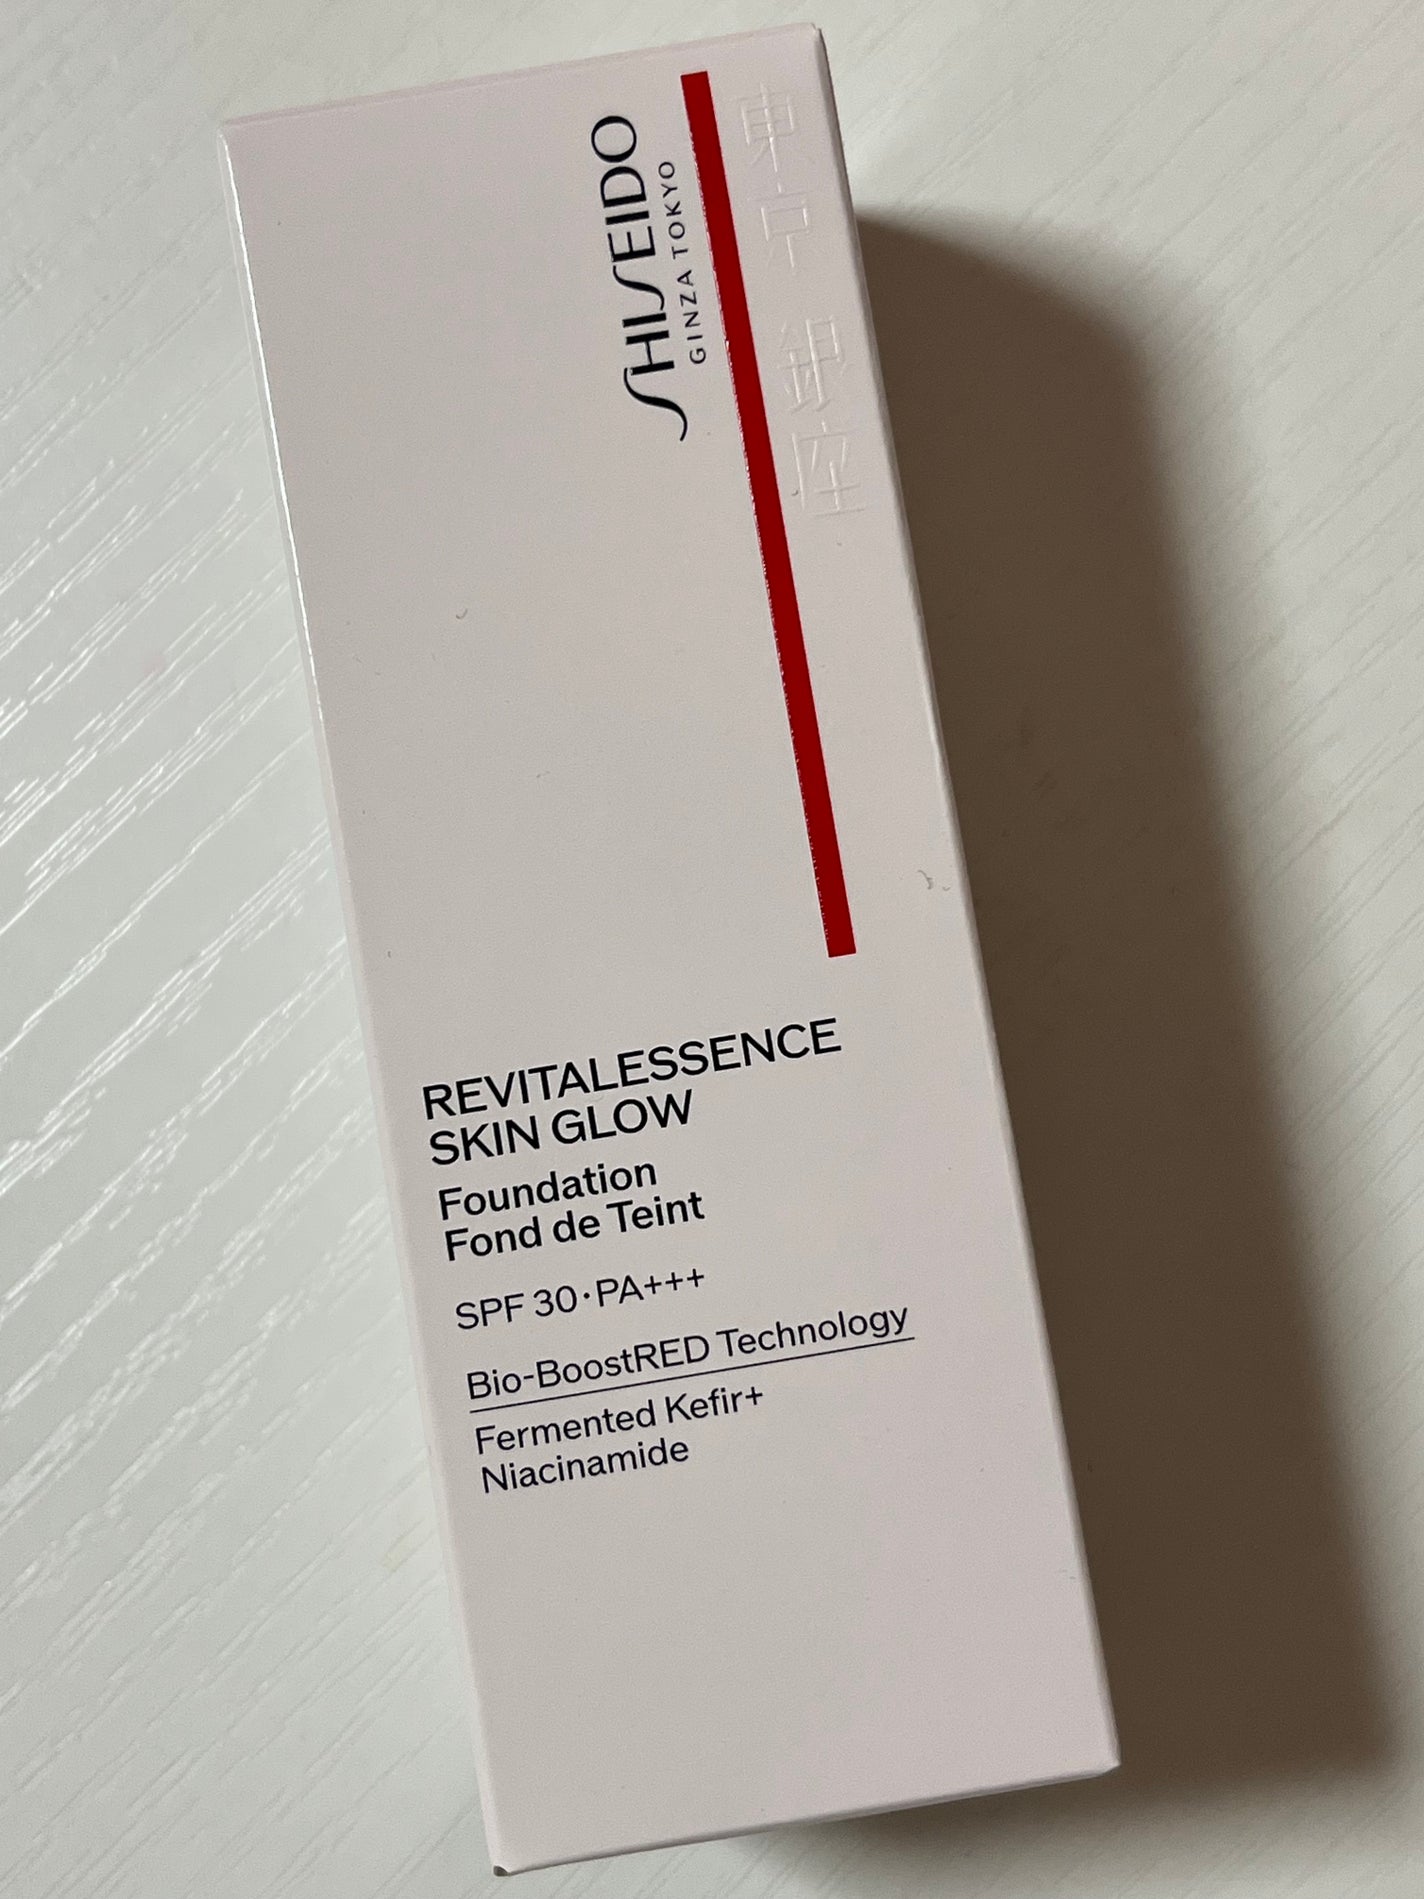 SHISEIDO
GINZA TOKYO
東京 銀座
REVITALESSENCE
SKIN GLOW
Foundation
Fond de Teint
SPF 30·PA+++
Bio-BoostRED Technology
Fermented Kefir+
Niacinamide